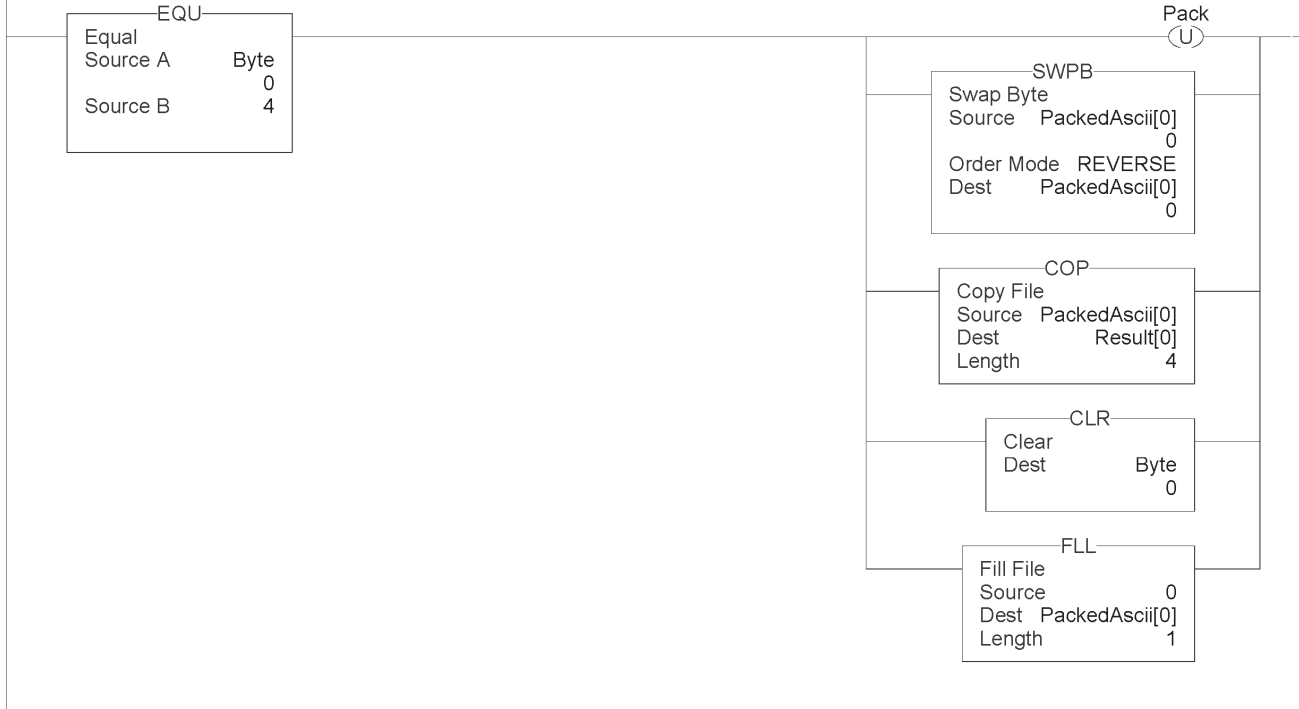 EQU
Equal
Source A Byte
0
Source B 4
Pack
U
SWPB
Swap Byte
Source PackedAscii[0]
0
Order Mode REVERSE
Dest PackedAscii[0]
0
COP
Copy File
Source PackedAscii[0]
Dest Result[0]
Length 4
CLR
Clear
Dest Byte
0
FLL
Fill File
Source 0
Dest PackedAscii[0]
Length 1